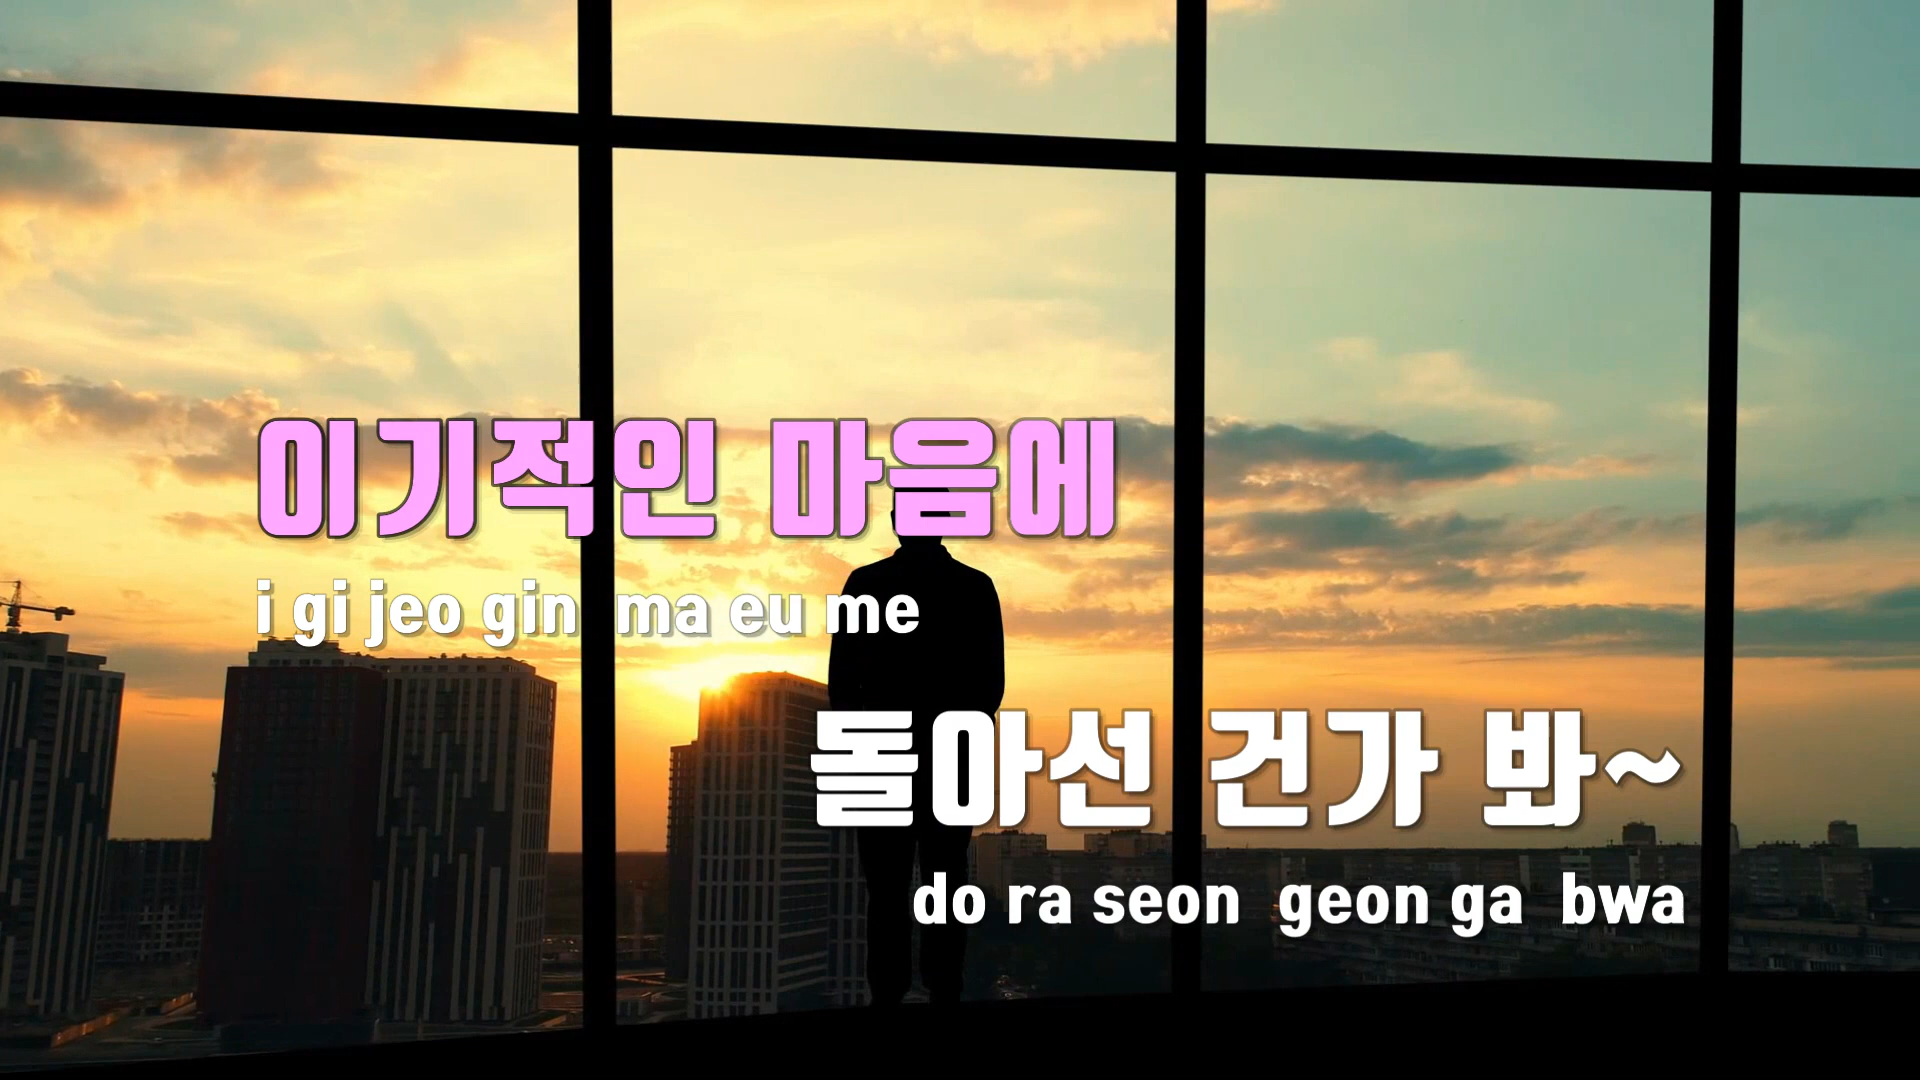 이기적인 마음에
i gi jeo gin ma eu me
돌아선 건가 봐~
do ra seon geon ga bwa